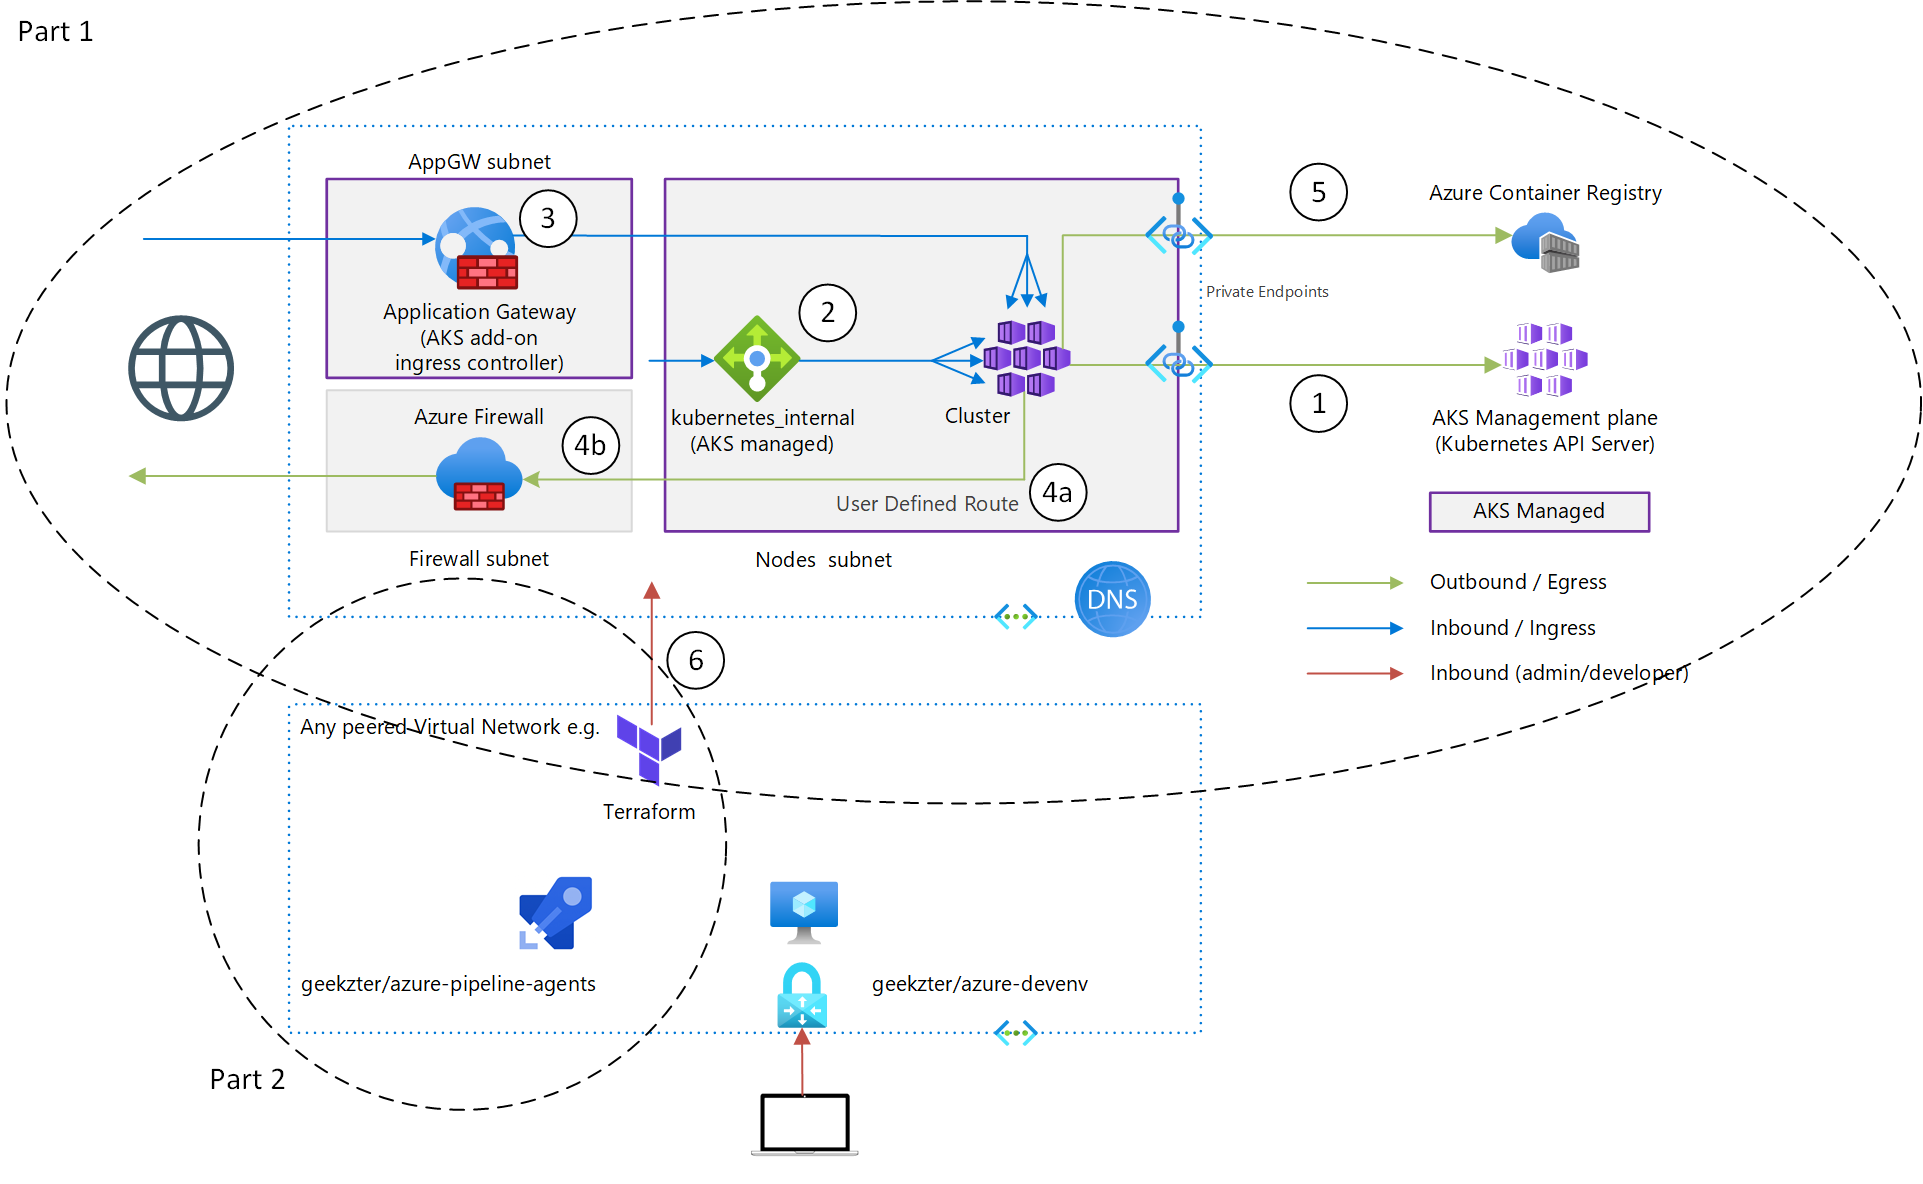 Part 1
AppGW subnet
3
5
Azure Container Registry
Private Endpoints
Application Gateway
(AKS add-on
ingress controller)
2
kubernetes_internal
(AKS managed)
Cluster
1
AKS Management plane
(Kubernetes API Server)
Azure Firewall
4b
4a
User Defined Route
AKS Managed
Firewall subnet
Nodes subnet
DNS
Outbound / Egress
Inbound / Ingress
Inbound (admin/developer)
6
Any peered Virtual Network e.g.
Terraform
geekzter/azure-pipeline-agents
geekzter/azure-devenv
Part 2